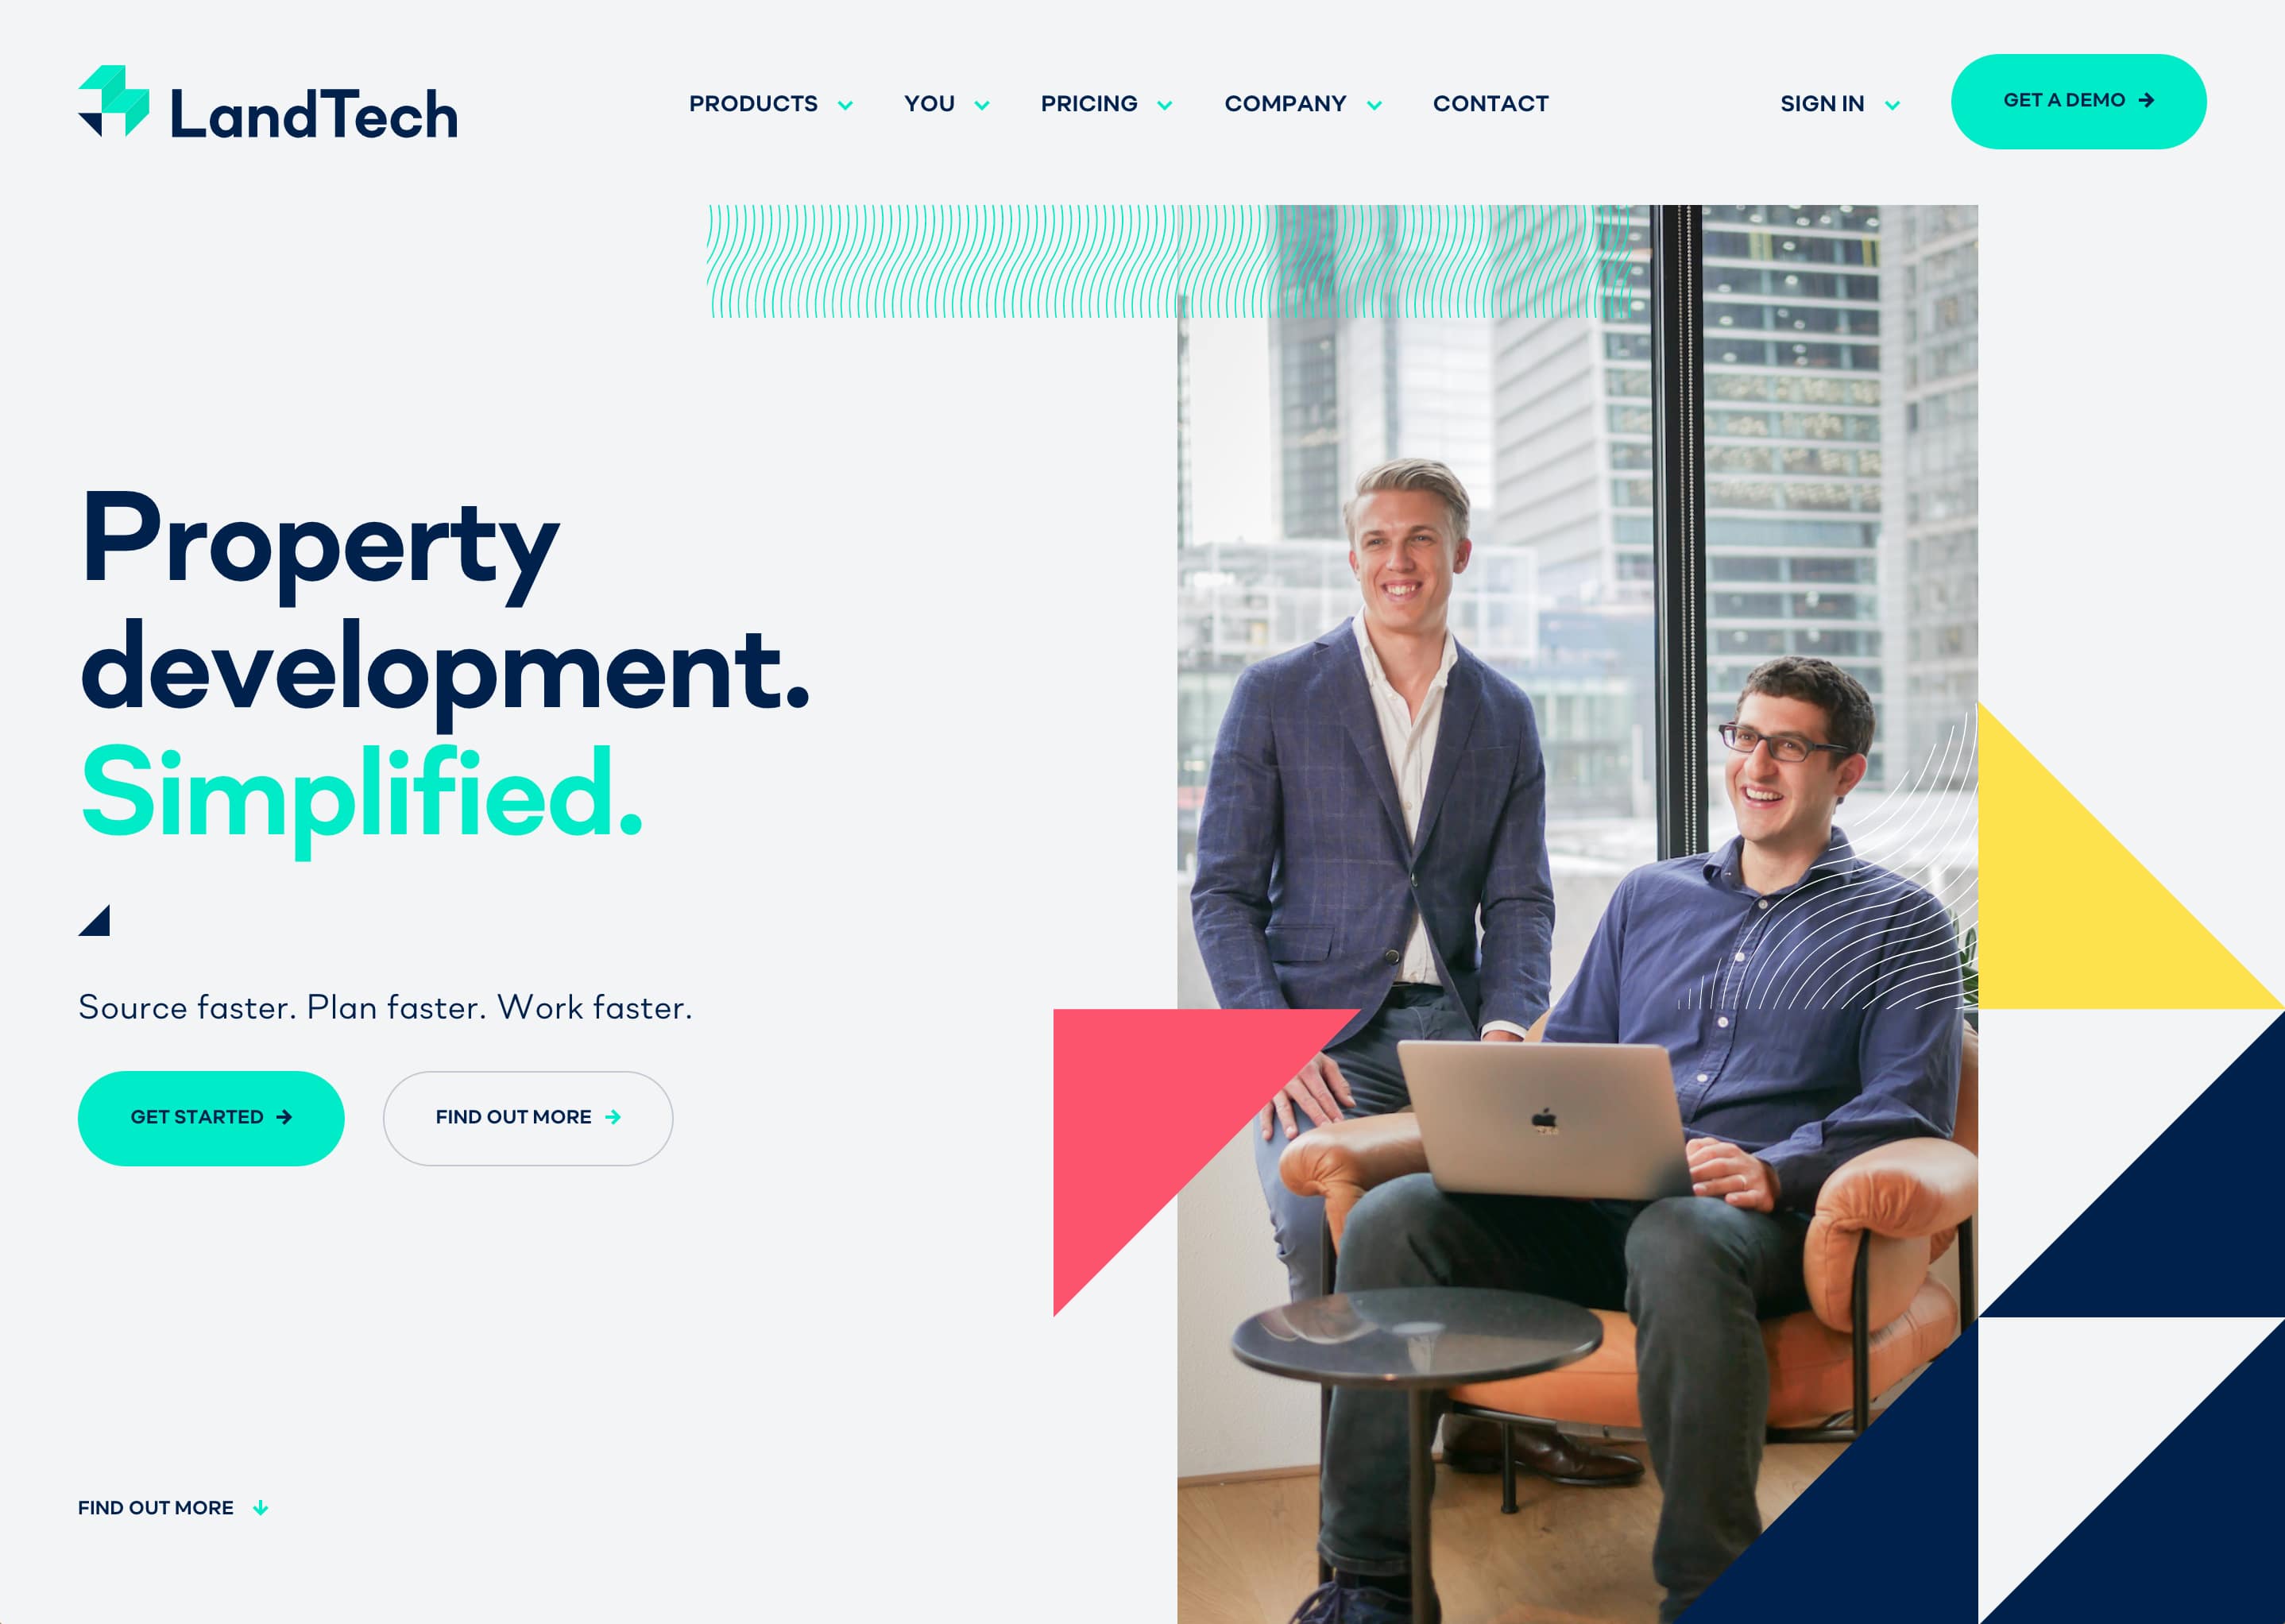 LandTech
PRODUCTS YOU PRICING COMPANY CONTACT SIGN IN GET A DEMO →
Property
development.
Simplified.
Source faster. Plan faster. Work faster.
GET STARTED → FIND OUT MORE →
FIND OUT MORE ↓